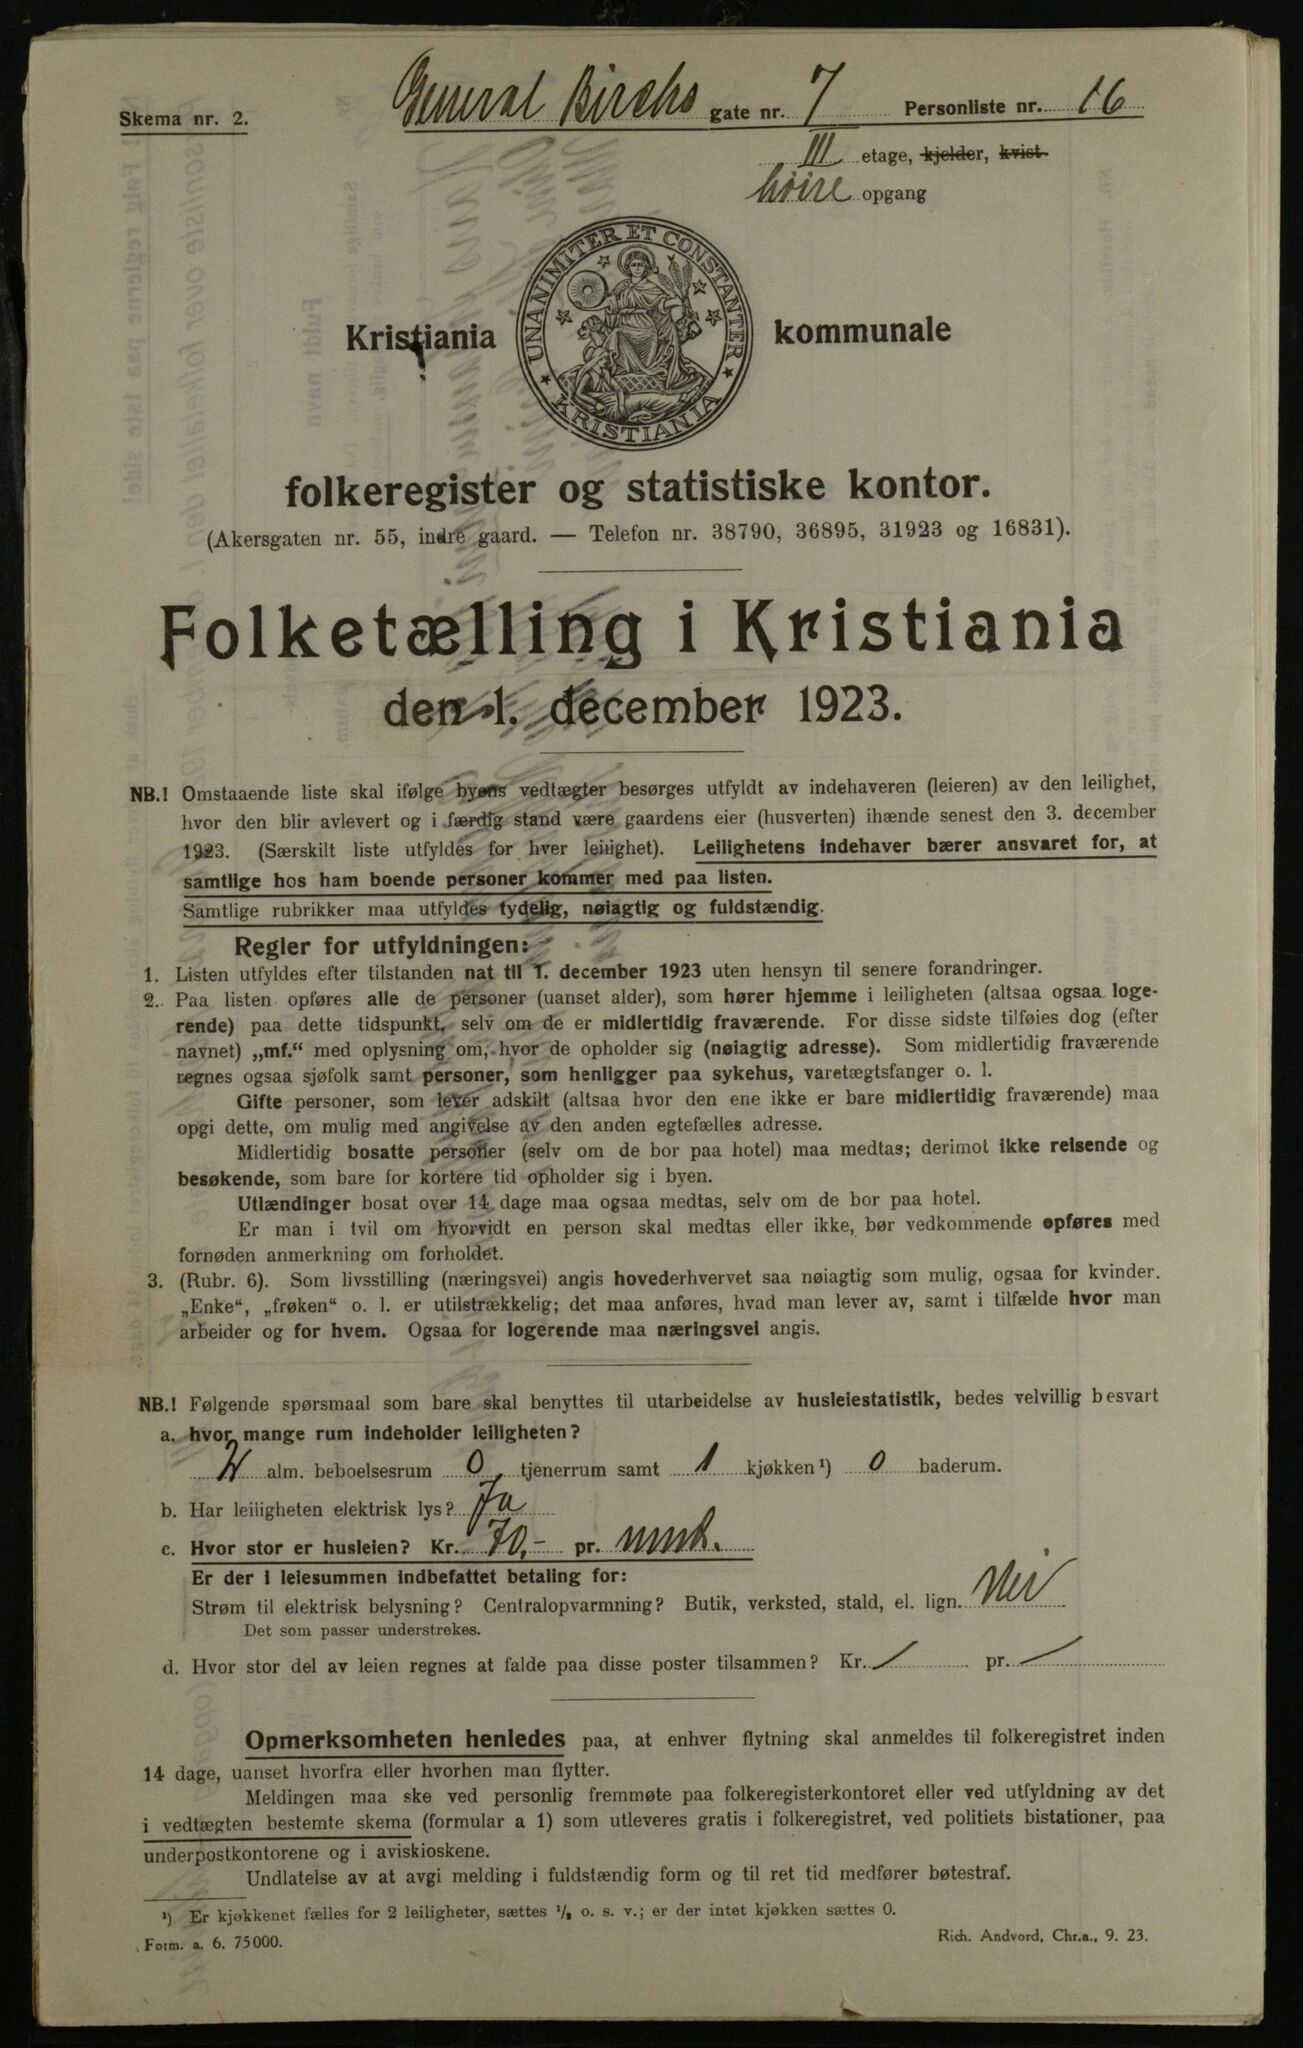 Skema nr. 2.
General Birchs gate nr. 7 Personliste nr. 16
III etage, kjelder, kvist
høire opgang
UNANIMITER ET CONSTANTER
KRISTIANIA
Kristiania kommunale
folkeregister og statistiske kontor.
(Akersgaten nr. 55, indre gaard. — Telefon nr. 38790, 36895, 31923 og 16831).
Folketælling i Kristiania
den 1. december 1923.
NB.! Omstaaende liste skal ifølge byens vedtægter besørges utfyldt av indehaveren (leieren) av den leilighet,
hvor den blir avlevert og i færdig stand være gaardens eier (husverten) ihænde senest den 3. december
1923. (Særskilt liste utfyldes for hver leilighet). Leilighetens indehaver bærer ansvaret for, at
samtlige hos ham boende personer kommer med paa listen.
Samtlige rubrikker maa utfyldes tydelig, nøiagtig og fuldstændig.
Regler for utfyldningen:
1. Listen utfyldes efter tilstanden nat til 1. december 1923 uten hensyn til senere forandringer.
2. Paa listen opføres alle de personer (uanset alder), som hører hjemme i leiligheten (altsaa ogsaa loge-
rende) paa dette tidspunkt, selv om de er midlertidig fraværende. For disse sidste tilføies dog (efter
navnet) „mf.“ med oplysning om, hvor de opholder sig (nøiagtig adresse). Som midlertidig fraværende
regnes ogsaa sjøfolk samt personer, som henligger paa sykehus, varetægtsfanger o. l.
Gifte personer, som lever adskilt (altsaa hvor den ene ikke er bare midlertidig fraværende) maa
opgi dette, om mulig med angivelse av den anden egtefælles adresse.
Midlertidig bosatte personer (selv om de bor paa hotel) maa medtas; derimot ikke reisende og
besøkende, som bare for kortere tid opholder sig i byen.
Utlændinger bosat over 14 dage maa ogsaa medtas, selv om de bor paa hotel.
Er man i tvil om hvorvidt en person skal medtas eller ikke, bør vedkommende opføres med
fornøden anmerkning om forholdet.
3. (Rubr. 6). Som livsstilling (næringsvei) angis hovederhvervet saa nøiagtig som mulig, ogsaa for kvinder.
„Enke“, „frøken“ o. l. er utilstrækkelig; det maa anføres, hvad man lever av, samt i tilfælde hvor man
arbeider og for hvem. Ogsaa for logerende maa næringsvei angis.
NB.! Følgende spørsmaal som bare skal benyttes til utarbeidelse av husleiestatistik, bedes velvillig besvart
a. hvor mange rum indeholder leiligheten?
2 alm. beboelsesrum 0 tjenerrum samt 1 kjøkken¹) 0 baderum.
b. Har leiligheten elektrisk lys? Ja
c. Hvor stor er husleien? Kr. 70,- pr. mnd.
Er der i leiesummen indbefattet betaling for:
Strøm til elektrisk belysning? Centralopvarmning? Butik, verksted, stald, el. lign. Nei
Det som passer understrekes.
d. Hvor stor del av leien regnes at falde paa disse poster tilsammen? Kr. / pr. /
Opmerksomheten henledes paa, at enhver flytning skal anmeldes til folkeregistret inden
14 dage, uanset hvorfra eller hvorhen man flytter.
Meldingen maa ske ved personlig fremmøte paa folkeregisterkontoret eller ved utfyldning av det
i vedtægten bestemte skema (formular a 1) som utleveres gratis i folkeregistret, ved politiets bistationer, paa
underpostkontorene og i aviskioskene.
Undlatelse av at avgi melding i fuldstændig form og til ret tid medfører bøtestraf.
¹) Er kjøkkenet fælles for 2 leiligheter, sættes ½ o. s. v.; er der intet kjøkken sættes 0.
Form. a. 6. 75000.
Rich. Andvord, Chr.a., 9. 23.